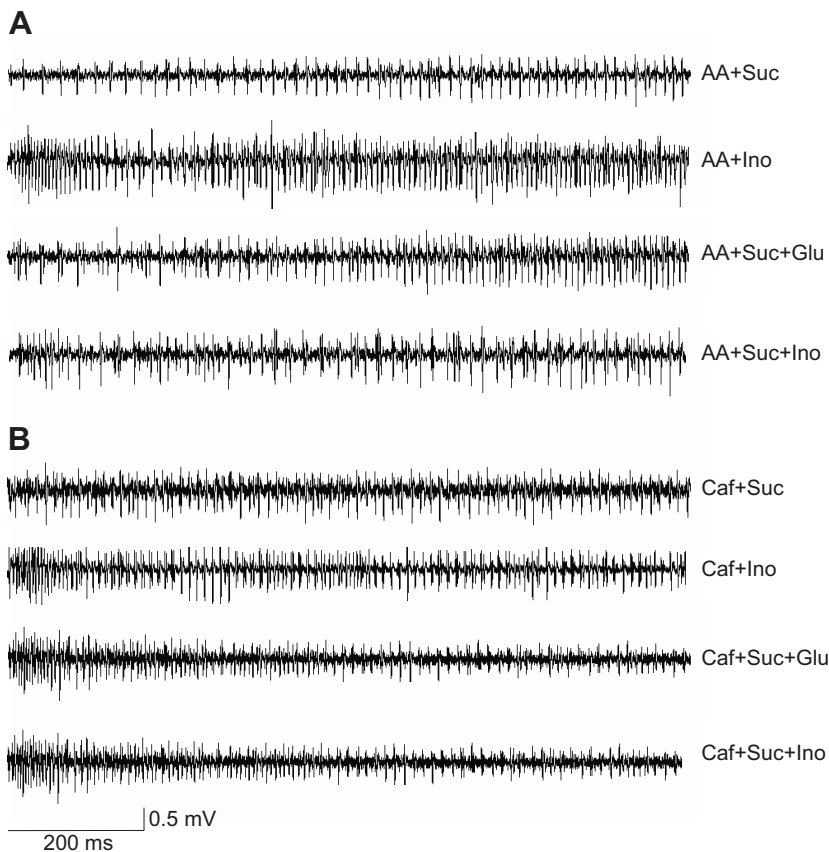 A
AA+Suc
AA+Ino
AA+Suc+Glu
AA+Suc+Ino
B
Caf+Suc
Caf+Ino
Caf+Suc+Glu
Caf+Suc+Ino
0.5 mV
200 ms